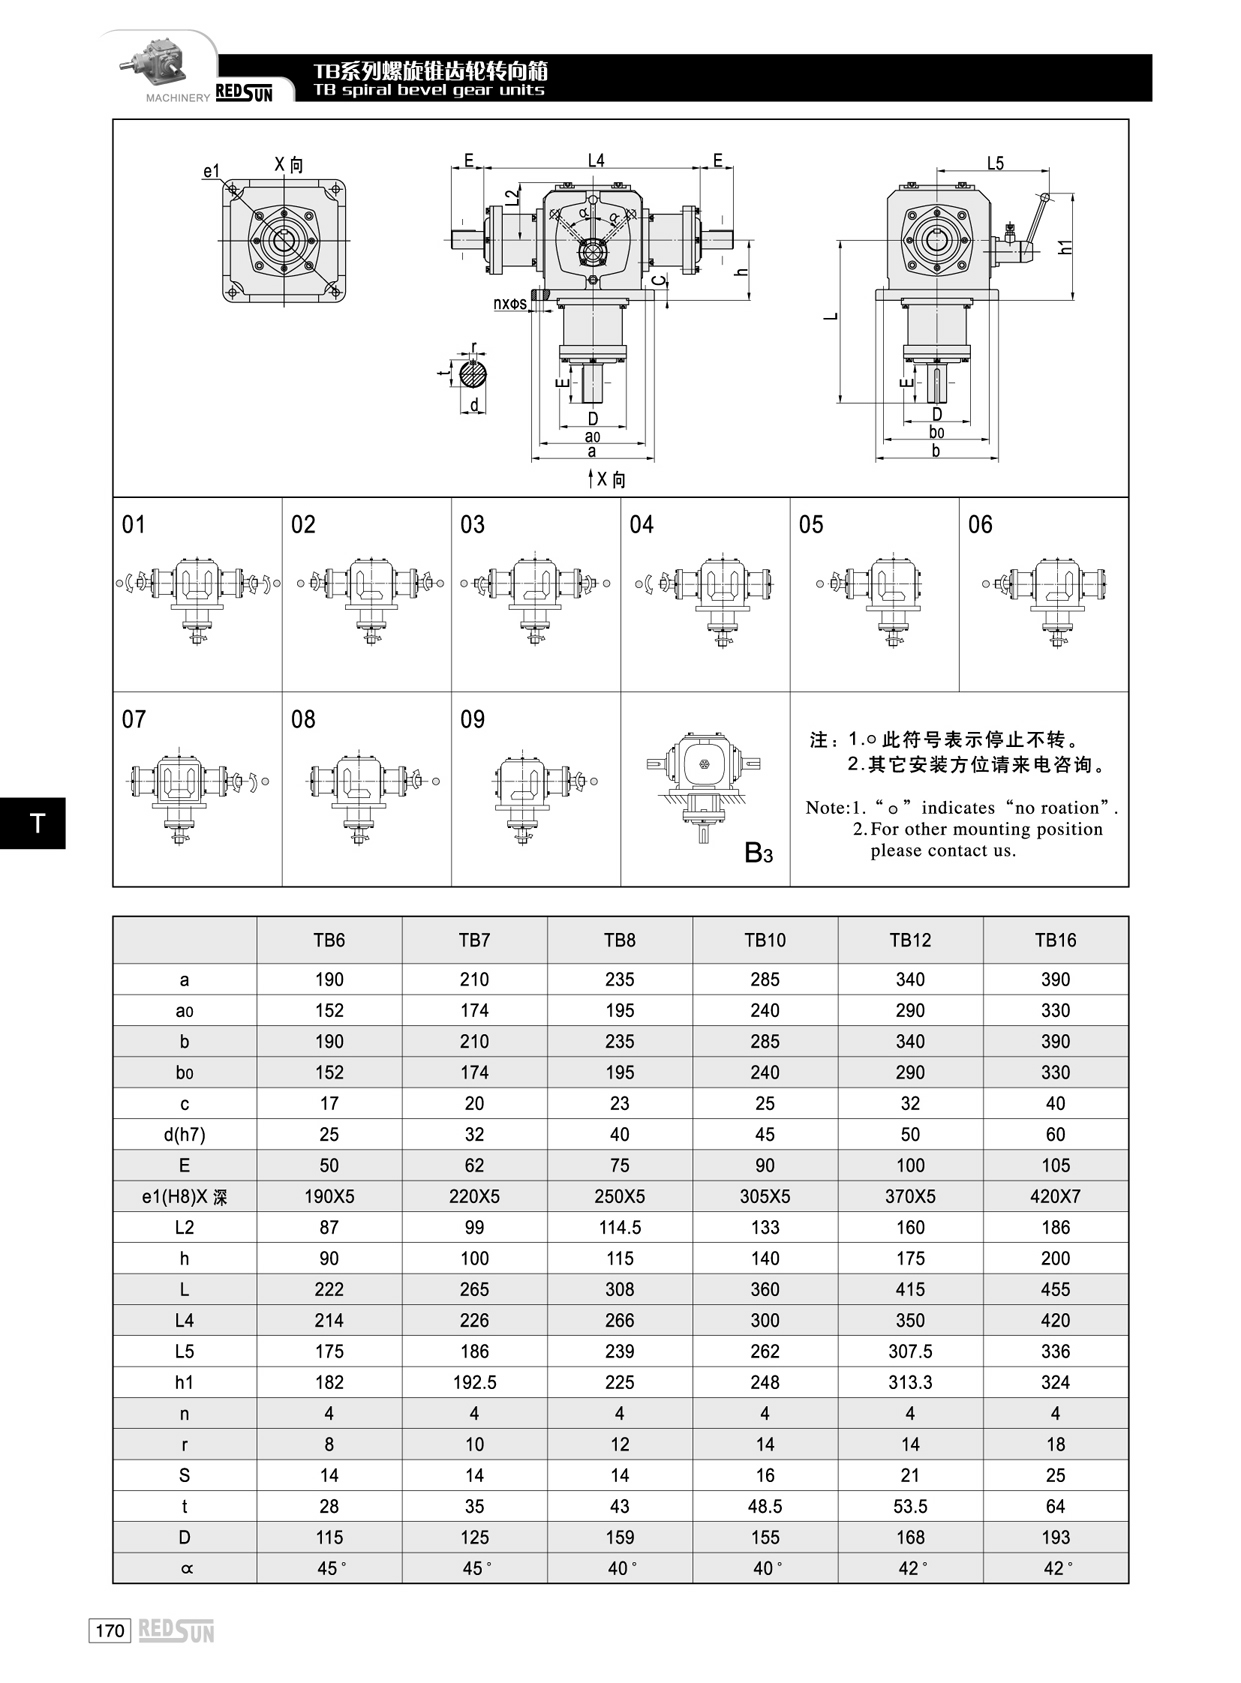 TB系列螺旋锥齿轮转向箱
TB spiral bevel gear units
MACHINERY REDSUN
X 向
e1
E L4 E
L2
α α
h
C
nxΦs
r
t
d
E
D
a0
a
↑X 向
L5
h1
L
E
D
b0
b
01 02 03 04 05 06
07 08 09
B3
注：1.○此符号表示停止不转。
2.其它安装方位请来电咨询。
Note:1. “○” indicates “no roation”.
2.For other mounting position
please contact us.
T
TB6 TB7 TB8 TB10 TB12 TB16
a 190 210 235 285 340 390
a0 152 174 195 240 290 330
b 190 210 235 285 340 390
b0 152 174 195 240 290 330
c 17 20 23 25 32 40
d(h7) 25 32 40 45 50 60
E 50 62 75 90 100 105
e1(H8)X 深 190X5 220X5 250X5 305X5 370X5 420X7
L2 87 99 114.5 133 160 186
h 90 100 115 140 175 200
L 222 265 308 360 415 455
L4 214 226 266 300 350 420
L5 175 186 239 262 307.5 336
h1 182 192.5 225 248 313.3 324
n 4 4 4 4 4 4
r 8 10 12 14 14 18
S 14 14 14 16 21 25
t 28 35 43 48.5 53.5 64
D 115 125 159 155 168 193
∝ 45° 45° 40° 40° 42° 42°
170 REDSUN